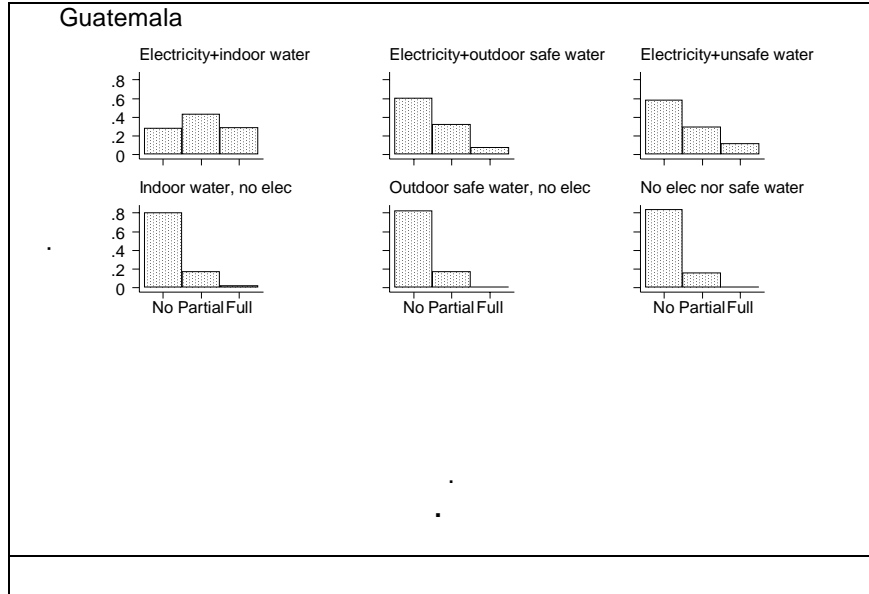 Guatemala
Electricity+indoor water
Electricity+outdoor safe water
Electricity+unsafe water
.8
.6
.4
.2
0
Indoor water, no elec
Outdoor safe water, no elec
No elec nor safe water
.8
.6
.4
.2
0
No Partial Full
No Partial Full
No Partial Full